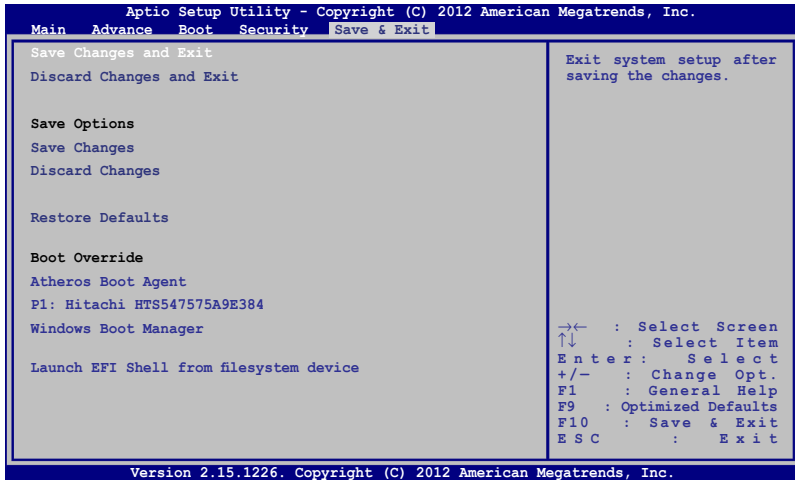 Aptio Setup Utility - Copyright (C) 2012 American Megatrends, Inc.
Main Advance Boot Security Save & Exit
Save Changes and Exit
Discard Changes and Exit
Save Options
Save Changes
Discard Changes
Restore Defaults
Boot Override
Atheros Boot Agent
P1: Hitachi HTS547575A9E384
Windows Boot Manager
Launch EFI Shell from filesystem device
Exit system setup after
saving the changes.
→← : Select Screen
↑↓ : Select Item
Enter: Select
+/— : Change Opt.
F1 : General Help
F9 : Optimized Defaults
F10 : Save & Exit
ESC : Exit
Version 2.15.1226. Copyright (C) 2012 American Megatrends, Inc.